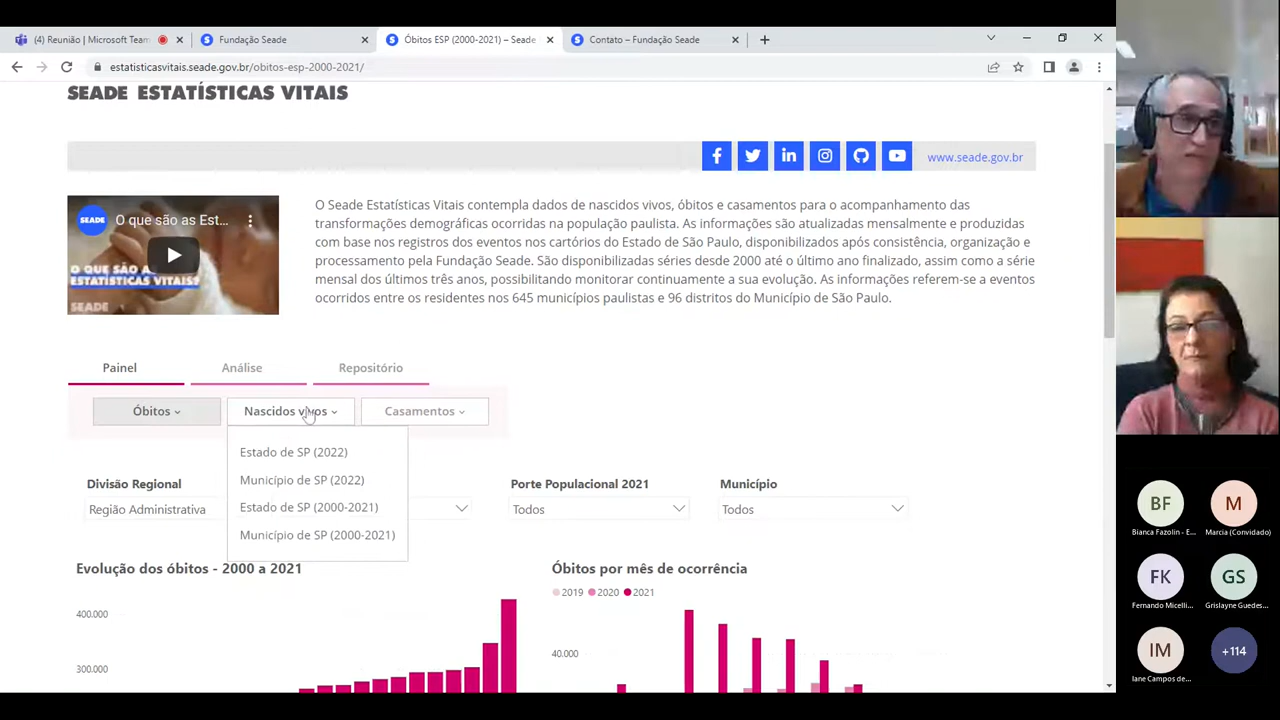 (4) Reunião | Microsoft Team
Fundação Seade
Óbitos ESP (2000-2021) – Seade
Contato – Fundação Seade
estatisticasvitais.seade.gov.br/obitos-esp-2000-2021/
SEADE ESTATÍSTICAS VITAIS
www.seade.gov.br
SEADE
O que são as Est...
O QUE SÃO A
ESTATÍSTICAS VITAIS?
SEADE
O Seade Estatísticas Vitais contempla dados de nascidos vivos, óbitos e casamentos para o acompanhamento das
transformações demográficas ocorridas na população paulista. As informações são atualizadas mensalmente e produzidas
com base nos registros dos eventos nos cartórios do Estado de São Paulo, disponibilizados após consistência, organização e
processamento pela Fundação Seade. São disponibilizadas séries desde 2000 até o último ano finalizado, assim como a série
mensal dos últimos três anos, possibilitando monitorar continuamente a sua evolução. As informações referem-se a eventos
ocorridos entre os residentes nos 645 municípios paulistas e 96 distritos do Município de São Paulo.
Painel
Análise
Repositório
Óbitos
Nascidos vivos
Casamentos
Estado de SP (2022)
Município de SP (2022)
Estado de SP (2000-2021)
Município de SP (2000-2021)
Divisão Regional
Região Administrativa
Porte Populacional 2021
Todos
Município
Todos
Evolução dos óbitos - 2000 a 2021
400.000
300.000
Óbitos por mês de ocorrência
2019 2020 2021
40.000
BF
Bianca Fazolin - E...
M
Marcia (Convidado)
FK
Fernando Micelli...
GS
Grislayne Guedes...
IM
Iane Campos de...
+114